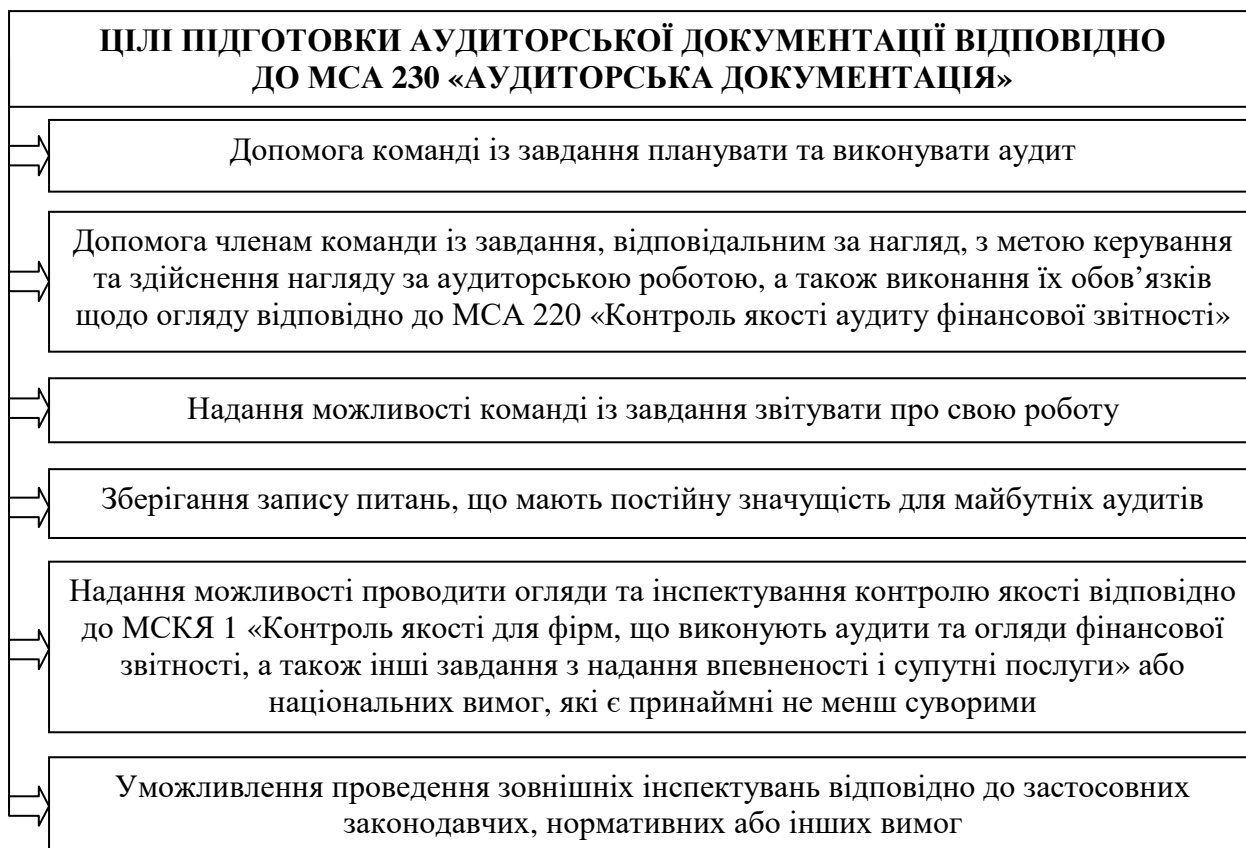 ЦІЛІ ПІДГОТОВКИ АУДИТОРСЬКОЇ ДОКУМЕНТАЦІЇ ВІДПОВІДНО
ДО МСА 230 «АУДИТОРСЬКА ДОКУМЕНТАЦІЯ»
Допомога команді із завдання планувати та виконувати аудит
Допомога членам команди із завдання, відповідальним за нагляд, з метою керування
та здійснення нагляду за аудиторською роботою, а також виконання їх обов’язків
щодо огляду відповідно до МСА 220 «Контроль якості аудиту фінансової звітності»
Надання можливості команді із завдання звітувати про свою роботу
Зберігання запису питань, що мають постійну значущість для майбутніх аудитів
Надання можливості проводити огляди та інспектування контролю якості відповідно
до МСКЯ 1 «Контроль якості для фірм, що виконують аудити та огляди фінансової
звітності, а також інші завдання з надання впевненості і супутні послуги» або
національних вимог, які є принаймні не менш суворими
Уможливлення проведення зовнішніх інспектувань відповідно до застосовних
законодавчих, нормативних або інших вимог